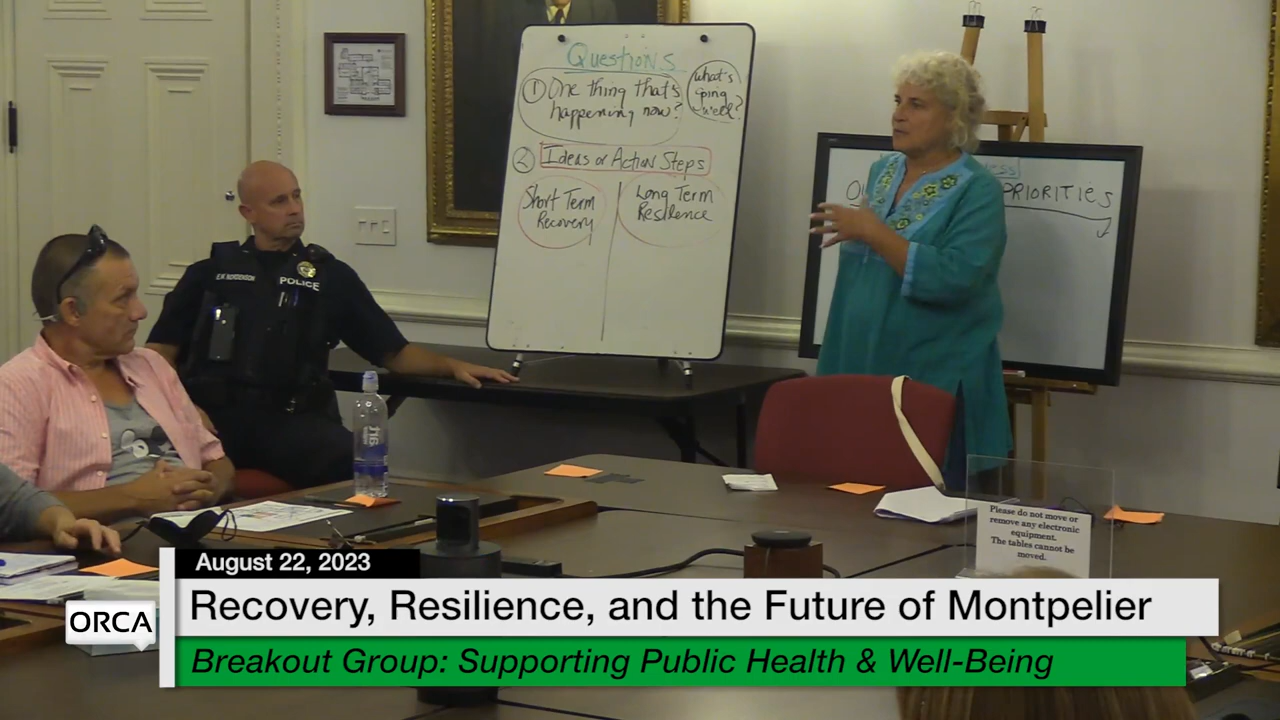 Questions
① One thing that's
happening now?
what's
going
well?
② Ideas or Action Steps
Short Term
Recovery
Long Term
Resilience
PRIORITIES
POLICE
Please do not move or
remove any electronic
equipment.
The tables cannot be
moved.
August 22, 2023
ORCA
Recovery, Resilience, and the Future of Montpelier
Breakout Group: Supporting Public Health & Well-Being